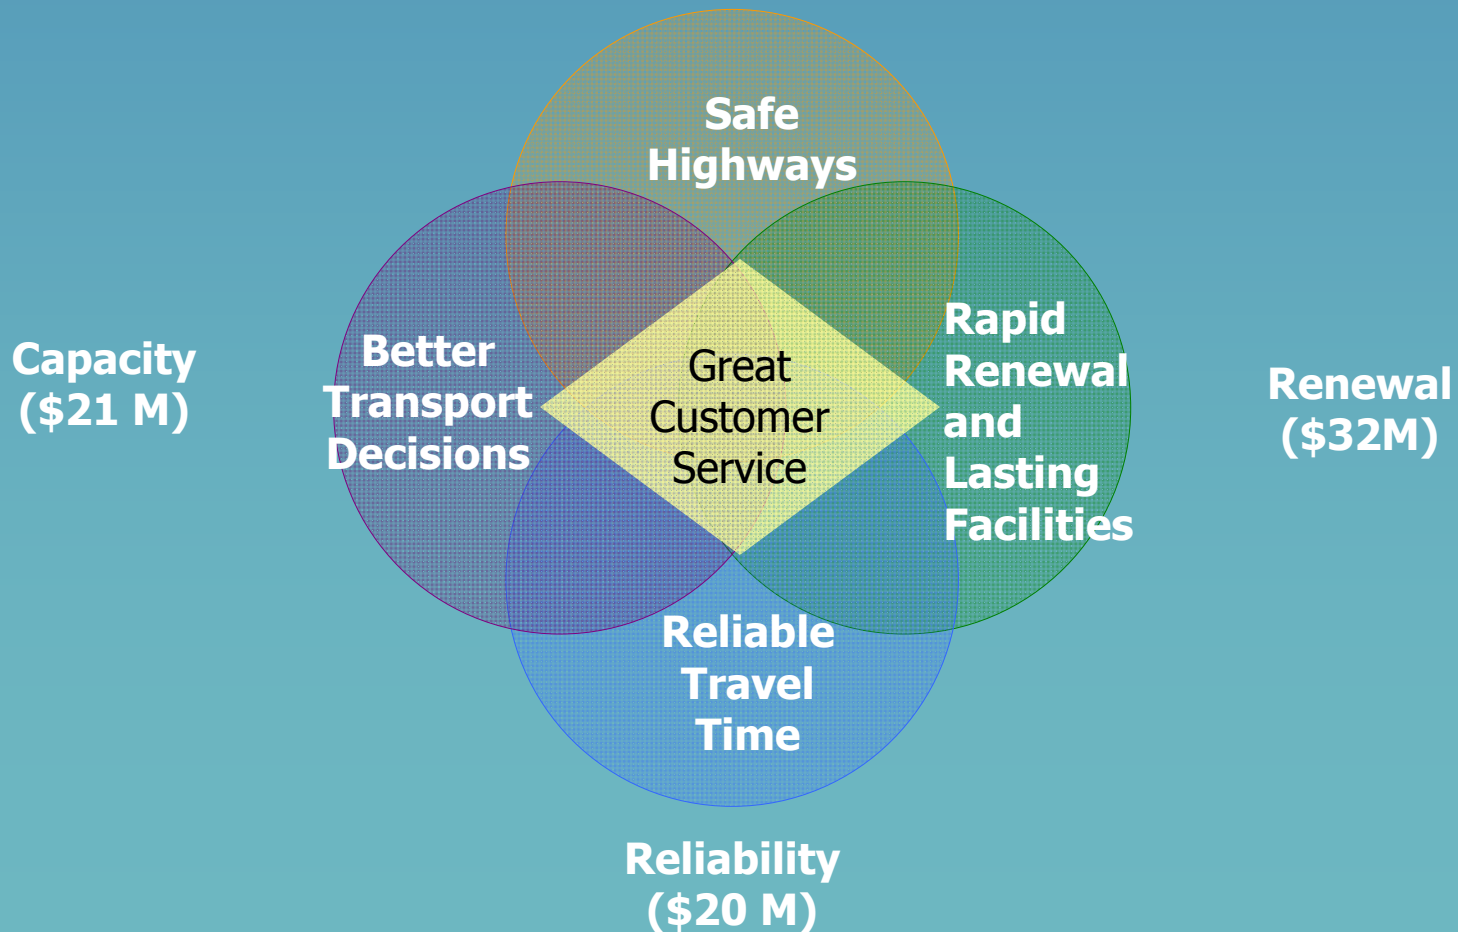 Safe
Highways
Capacity
($21 M)
Better
Transport
Decisions
Great
Customer
Service
Rapid
Renewal
and
Lasting
Facilities
Renewal
($32M)
Reliable
Travel
Time
Reliability
($20 M)